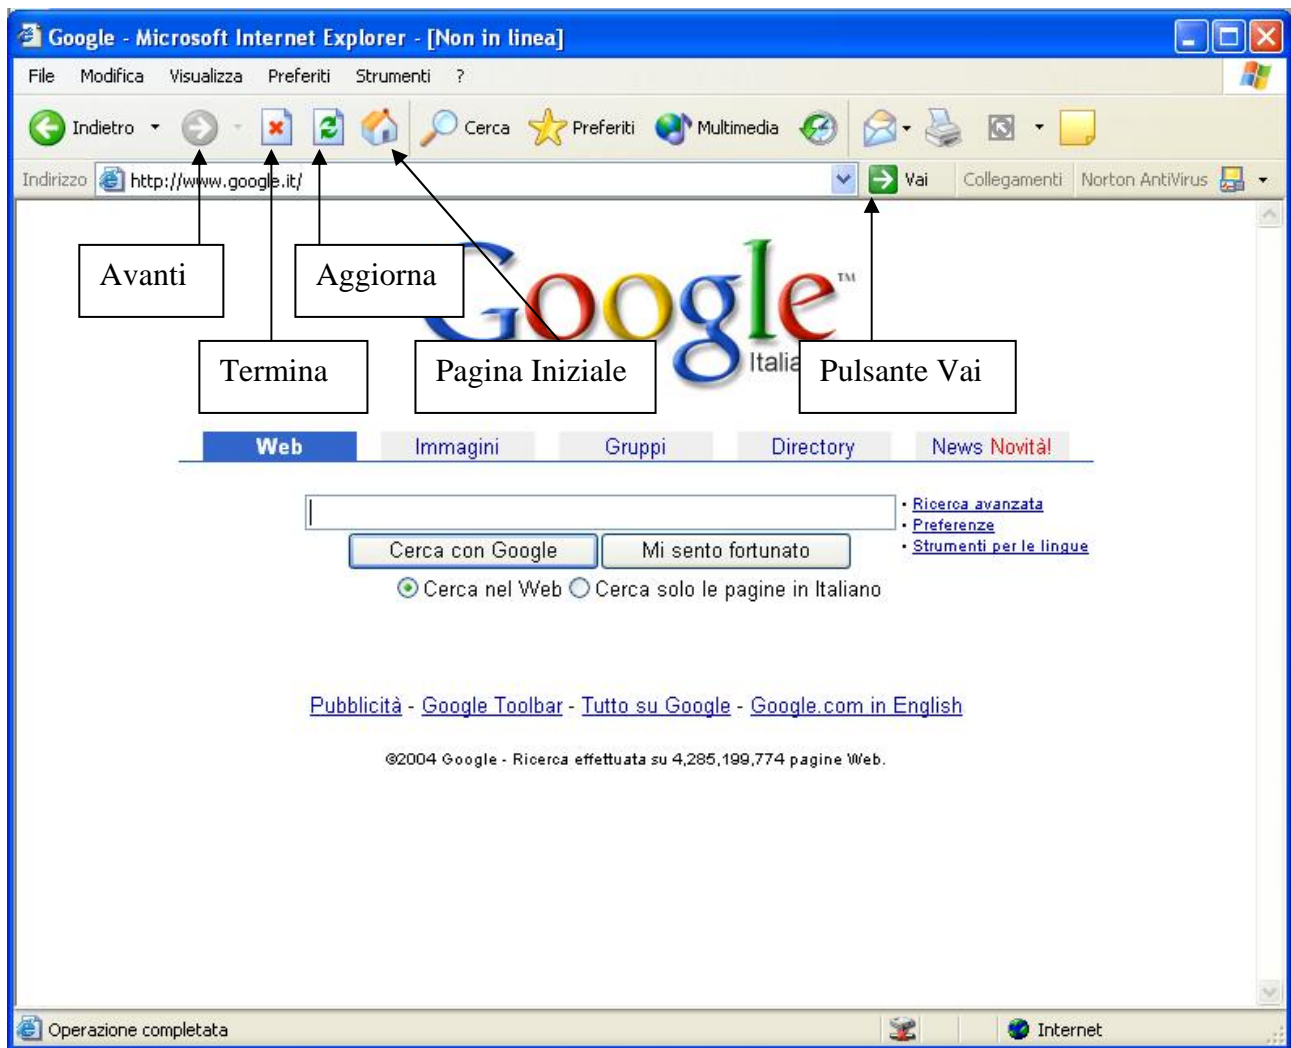 Google - Microsoft Internet Explorer - [Non in linea]
File Modifica Visualizza Preferiti Strumenti ?
Indietro Cerca Preferiti Multimedia
Indirizzo http://www.google.it/ Vai Collegamenti Norton AntiVirus
Avanti Aggiorna
Google TM
Italia
Termina Pagina Iniziale Pulsante Vai
Web Immagini Gruppi Directory News Novità!
Ricerca avanzata
Preferenze
Strumenti per le lingue
Cerca con Google Mi sento fortunato
Cerca nel Web Cerca solo le pagine in Italiano
Pubblicità - Google Toolbar - Tutto su Google - Google.com in English
©2004 Google - Ricerca effettuata su 4,285,199,774 pagine Web.
Operazione completata Internet